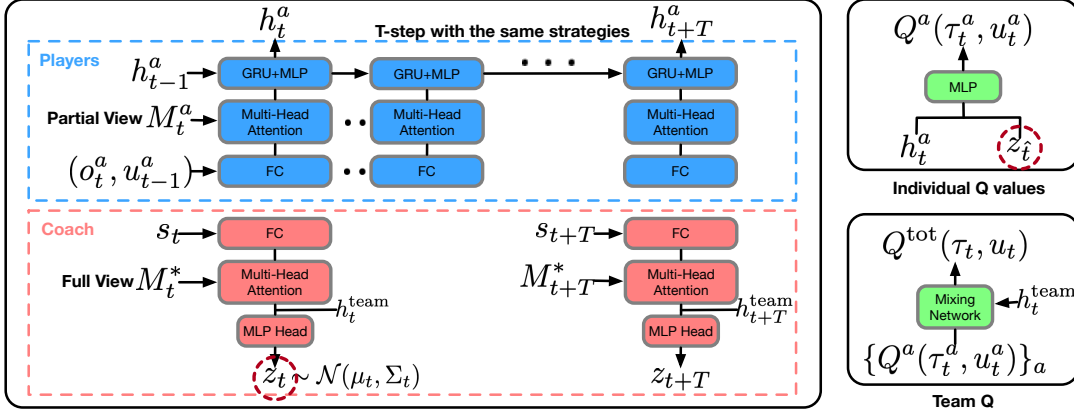 h_t^a
T-step with the same strategies
h_{t+T}^a
Players
h_{t-1}^a
GRU+MLP
GRU+MLP
• • •
GRU+MLP
Partial View M_t^a
Multi-Head Attention
Multi-Head Attention
Multi-Head Attention
(o_t^a, u_{t-1}^a)
FC
FC
FC
Coach
s_t
FC
s_{t+T}
FC
Full View M_t^*
Multi-Head Attention
M_{t+T}^*
Multi-Head Attention
h_t^{team}
h_{t+T}^{team}
MLP Head
MLP Head
z_t ~ N(μ_t, Σ_t)
z_{t+T}
Q^a(τ_t^a, u_t^a)
MLP
h_t^a
z_{\hat{t}}
Individual Q values
Q^{tot}(τ_t, u_t)
Mixing Network
h_t^{team}
{Q^a(τ_t^a, u_t^a)}_a
Team Q